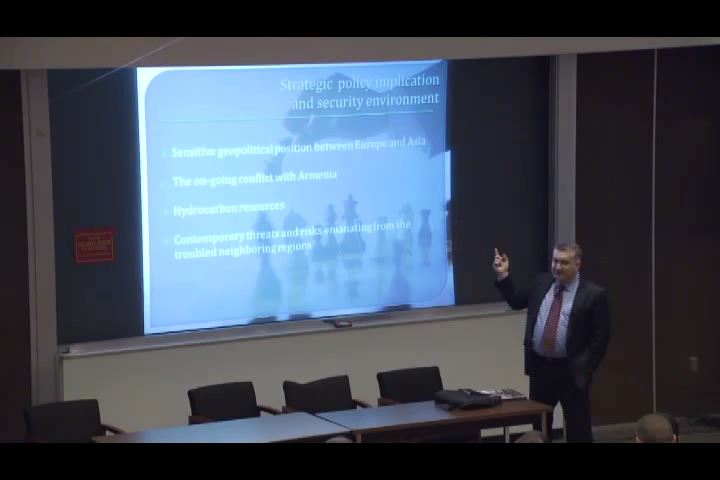 Strategic policy implication
and security environment
Sensitive geopolitical position between Europe and Asia
The on-going conflict with Armenia
Hydrocarbon resources
Contemporary threats and risks emanating from the
troubled neighboring regions